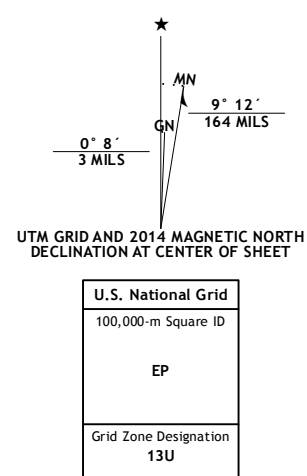 ★
MN
GN
9° 12´
164 MILS
0° 8´
3 MILS
UTM GRID AND 2014 MAGNETIC NORTH
DECLINATION AT CENTER OF SHEET
U.S. National Grid
100,000-m Square ID
EP
Grid Zone Designation
13U